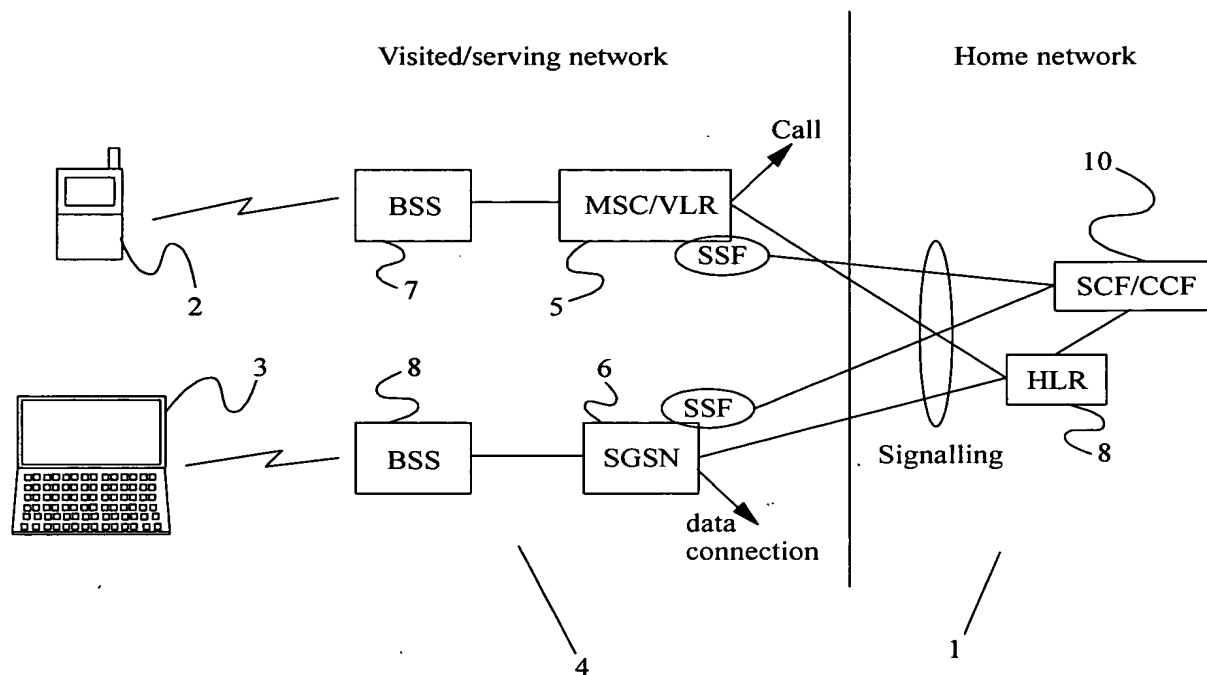 Visited/serving network
Home network
Call
10
BSS
MSC/VLR
SSF
SCF/CCF
2
7
5
3
8
6
HLR
SSF
BSS
SGSN
Signalling
8
data
connection
4
1